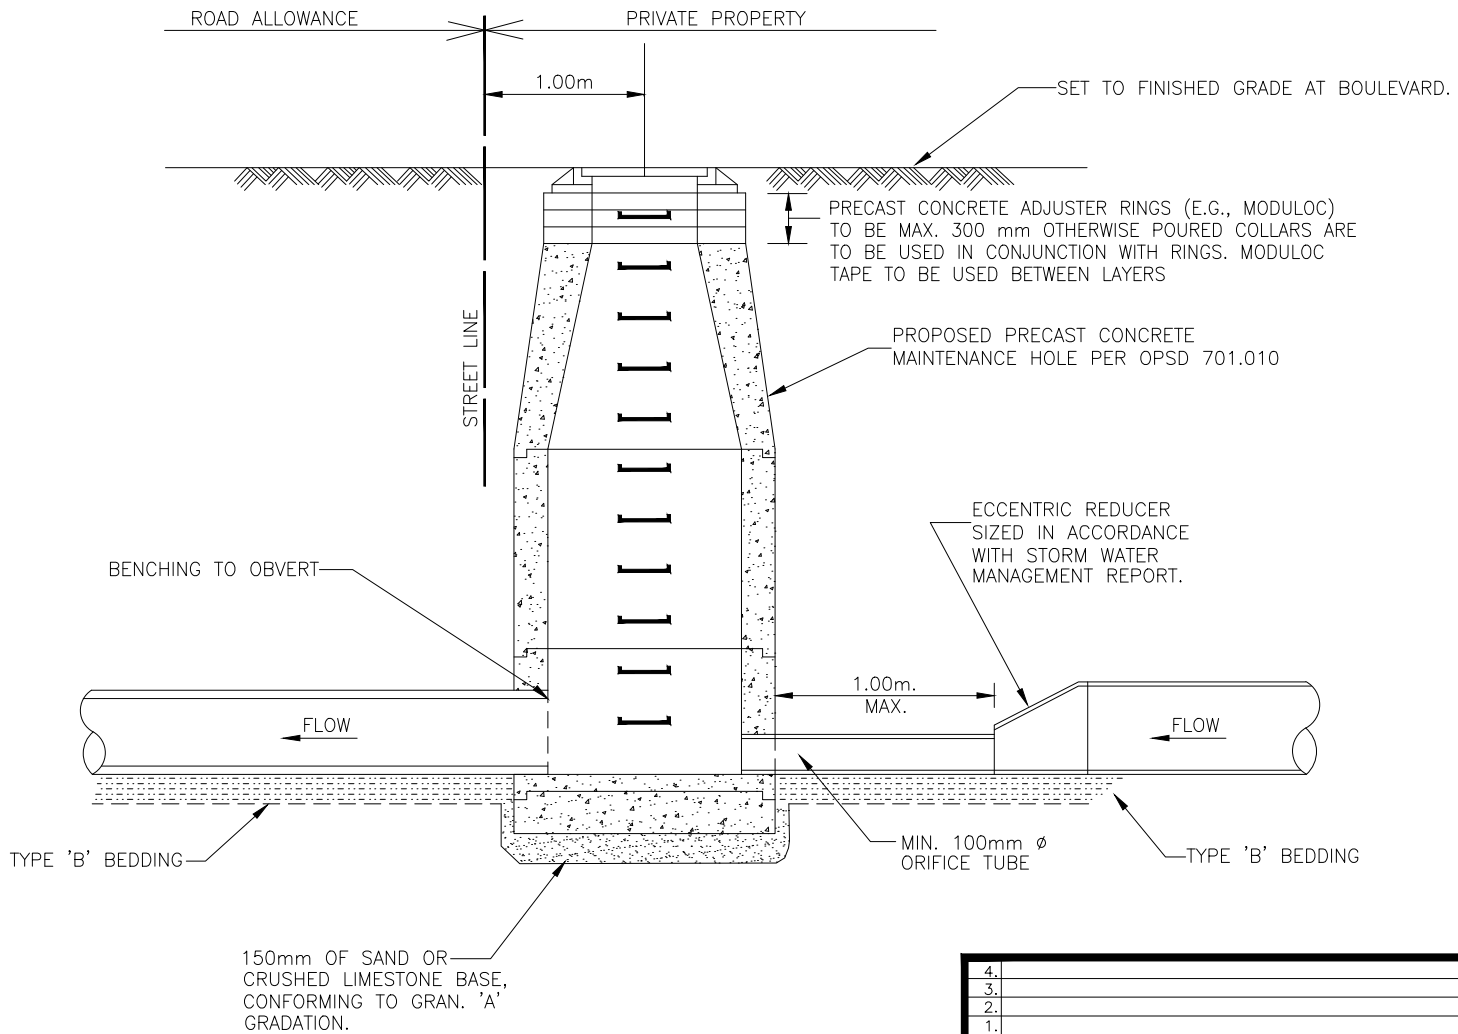 ROAD ALLOWANCE
PRIVATE PROPERTY
1.00m
SET TO FINISHED GRADE AT BOULEVARD.
PRECAST CONCRETE ADJUSTER RINGS (E.G., MODULOC)
TO BE MAX. 300 mm OTHERWISE POURED COLLARS ARE
TO BE USED IN CONJUNCTION WITH RINGS. MODULOC
TAPE TO BE USED BETWEEN LAYERS
STREET LINE
PROPOSED PRECAST CONCRETE
MAINTENANCE HOLE PER OPSD 701.010
ECCENTRIC REDUCER
SIZED IN ACCORDANCE
WITH STORM WATER
MANAGEMENT REPORT.
BENCHING TO OBVERT
1.00m.
MAX.
FLOW
FLOW
TYPE 'B' BEDDING
MIN. 100mm ø
ORIFICE TUBE
TYPE 'B' BEDDING
150mm OF SAND OR
CRUSHED LIMESTONE BASE,
CONFORMING TO GRAN. 'A'
GRADATION.
4.
3.
2.
1.